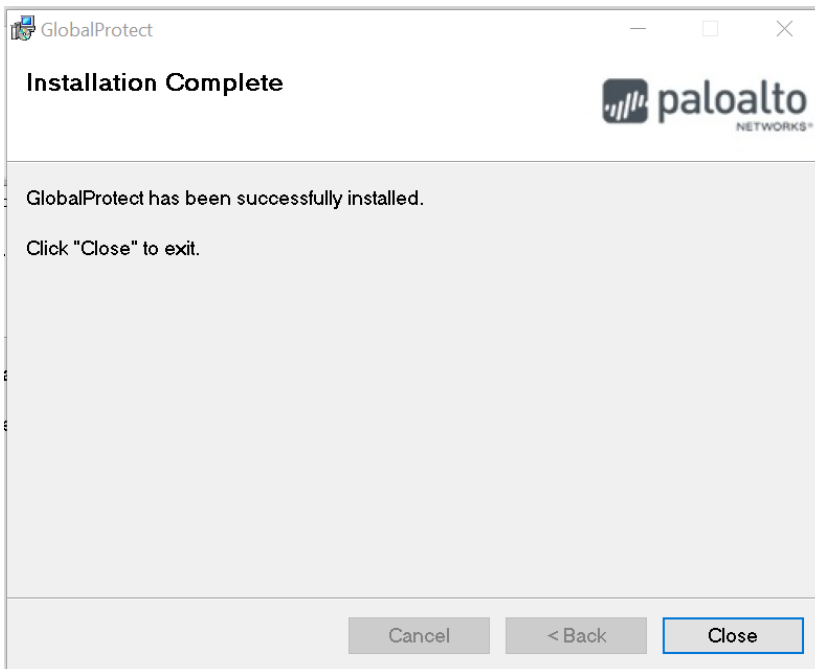 GlobalProtect
Installation Complete
paloalto
NETWORKS®
GlobalProtect has been successfully installed.
Click "Close" to exit.
Cancel
< Back
Close